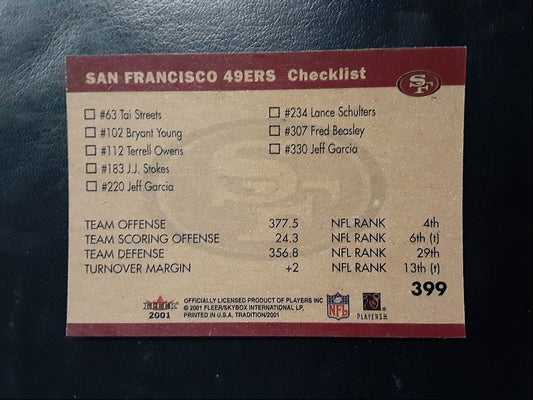 SAN FRANCISCO 49ERS Checklist
SF
#63 Tai Streets
#102 Bryant Young
#112 Terrell Owens
#183 J.J. Stokes
#220 Jeff Garcia
#234 Lance Schulters
#307 Fred Beasley
#330 Jeff Garcia
TEAM OFFENSE 377.5 NFL RANK 4th
TEAM SCORING OFFENSE 24.3 NFL RANK 6th (t)
TEAM DEFENSE 356.8 NFL RANK 29th
TURNOVER MARGIN +2 NFL RANK 13th (t)
399
FLEER
2001
OFFICIALLY LICENSED PRODUCT OF PLAYERS INC
© 2001 FLEER/SKYBOX INTERNATIONAL LP,
PRINTED IN U.S.A. TRADITION/2001
NFL
PLAYERS INC